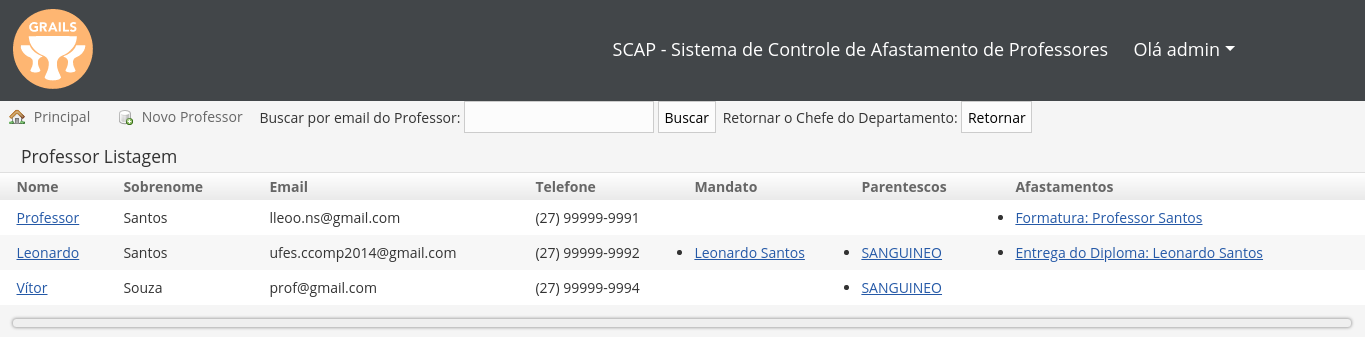 GRAILS
SCAP - Sistema de Controle de Afastamento de Professores Olá admin
Principal Novo Professor Buscar por email do Professor: Buscar Retornar o Chefe do Departamento: Retornar
Professor Listagem
Nome Sobrenome Email Telefone Mandato Parentescos Afastamentos
Professor Santos lleoo.ns@gmail.com (27) 99999-9991 • Formatura: Professor Santos
Leonardo Santos ufes.ccomp2014@gmail.com (27) 99999-9992 • Leonardo Santos • SANGUINEO • Entrega do Diploma: Leonardo Santos
Vítor Souza prof@gmail.com (27) 99999-9994 • SANGUINEO